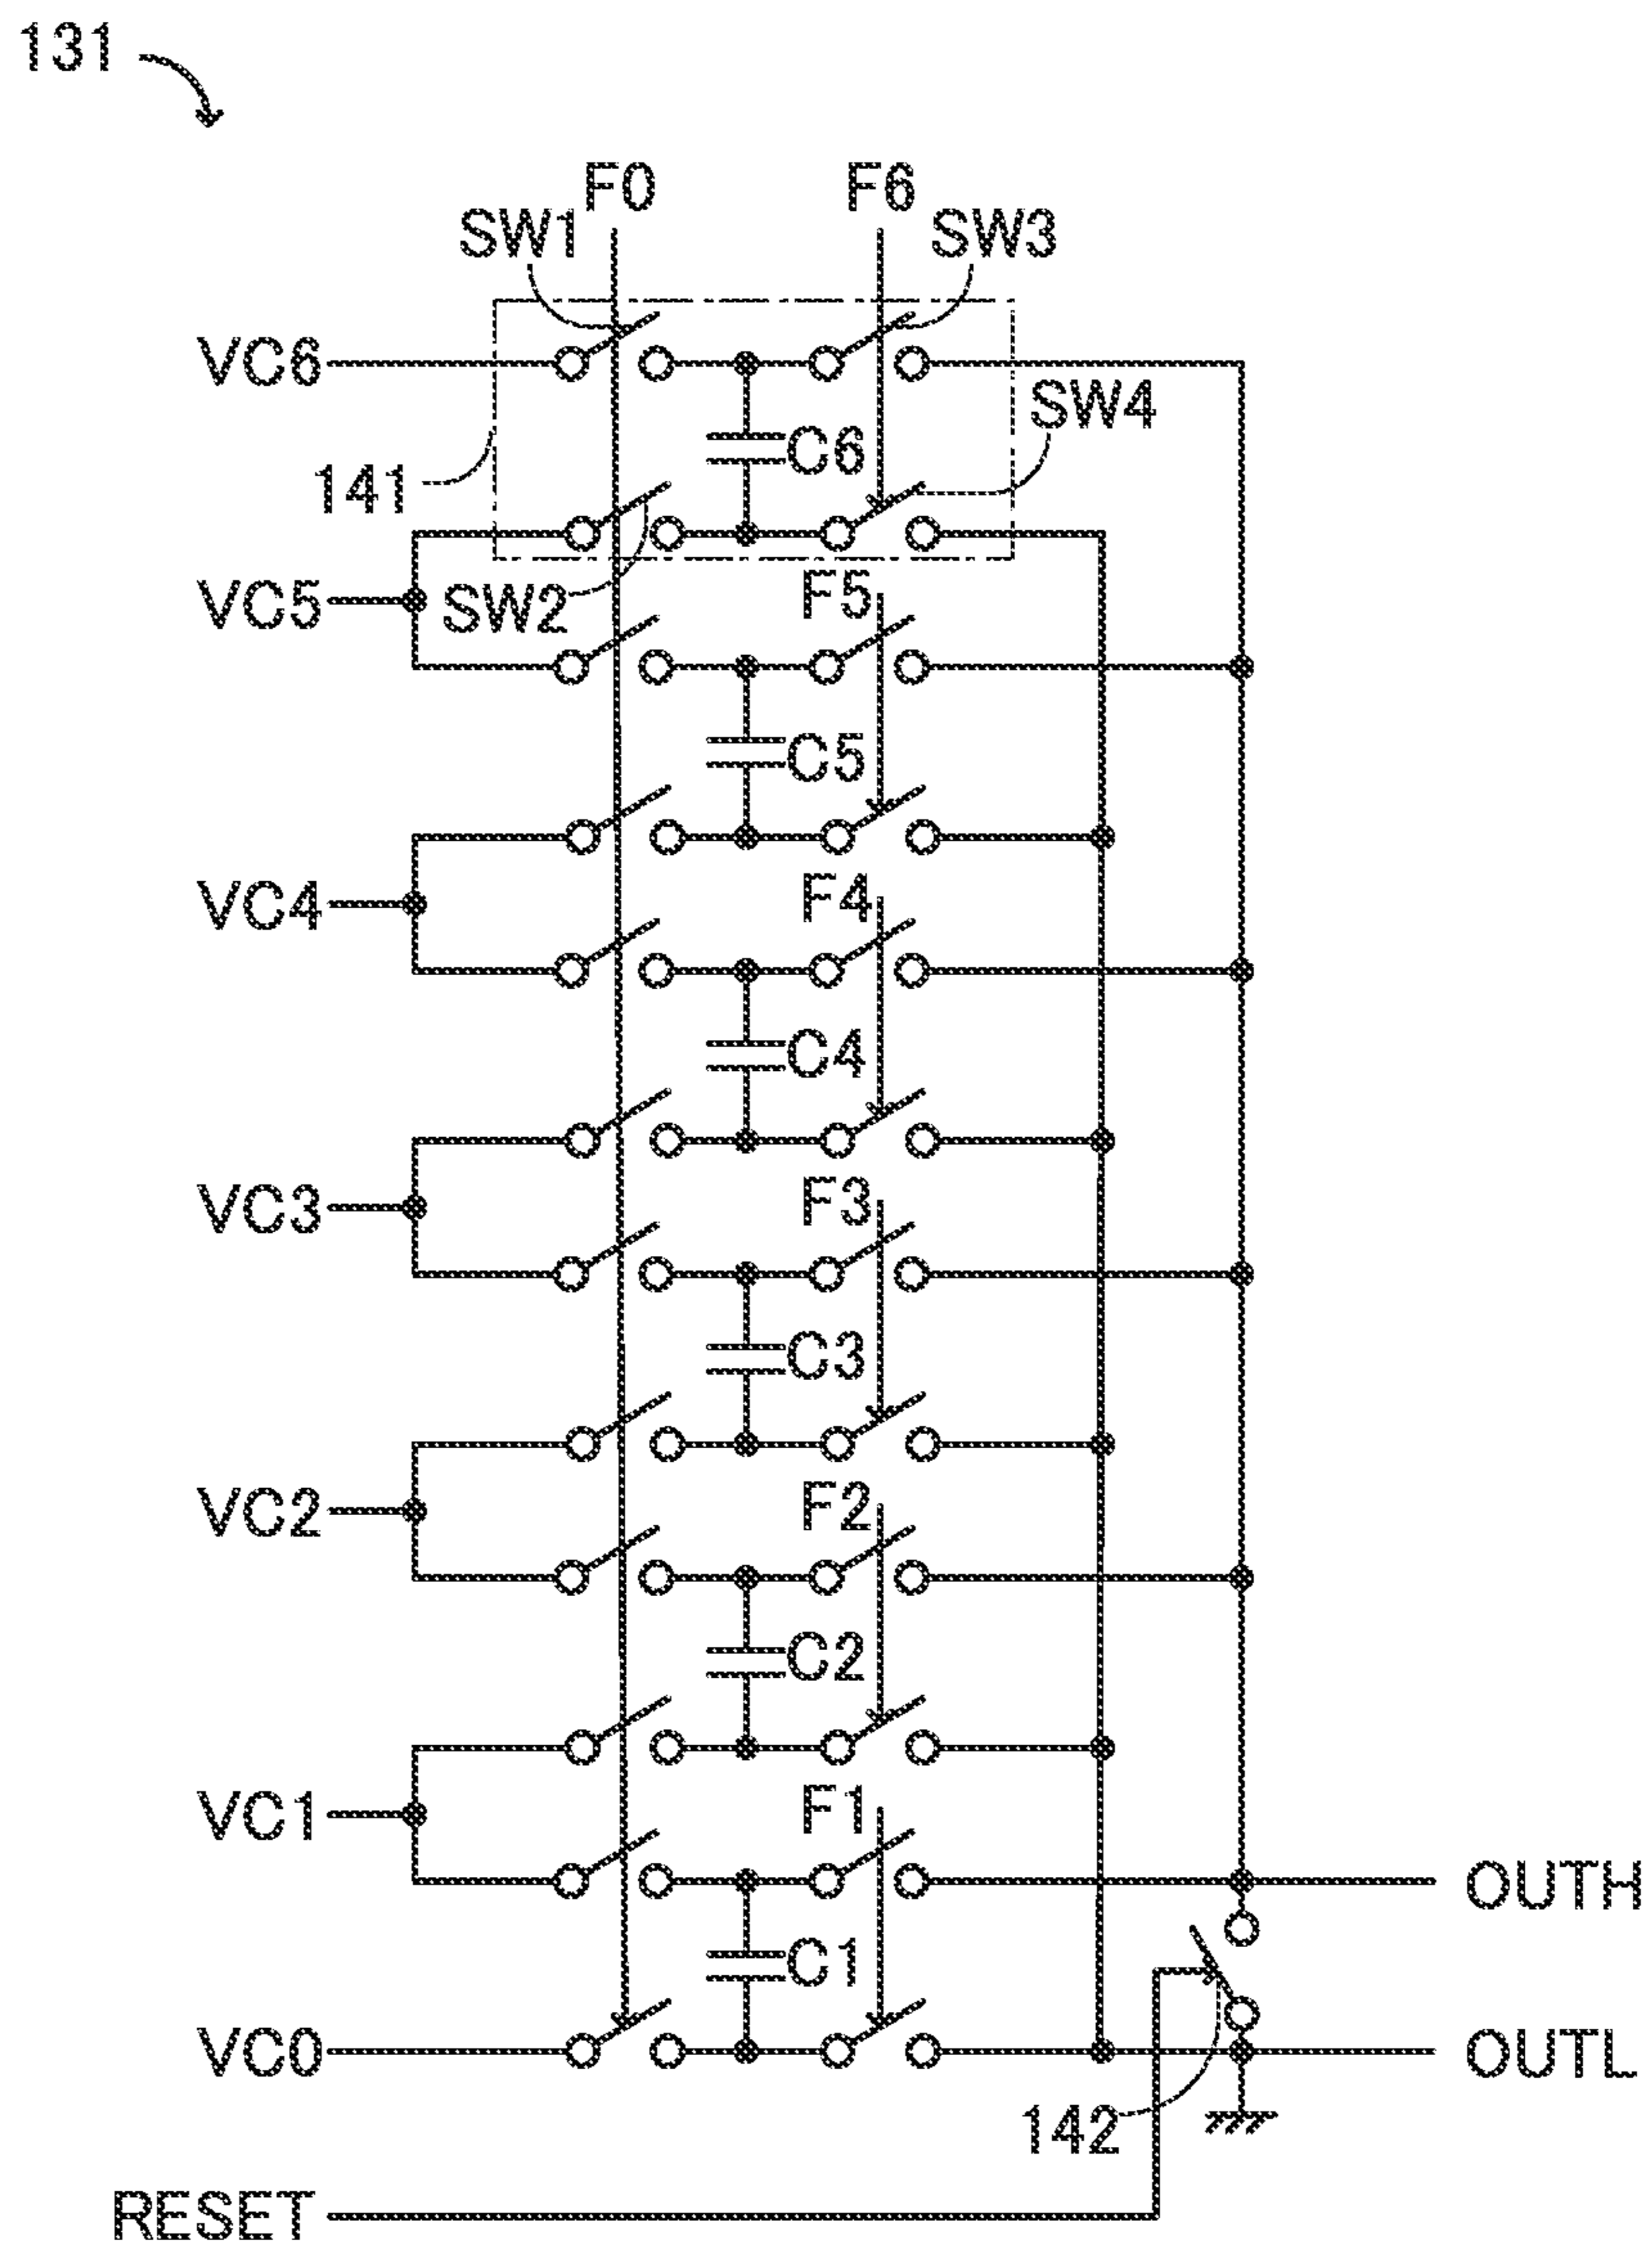 131
F0
F6
SW1
SW3
VC6
SW4
C6
141
VC5
SW2
F5
C5
VC4
F4
C4
VC3
F3
C3
VC2
F2
C2
VC1
F1
OUTH
C1
VC0
OUTL
142
RESET